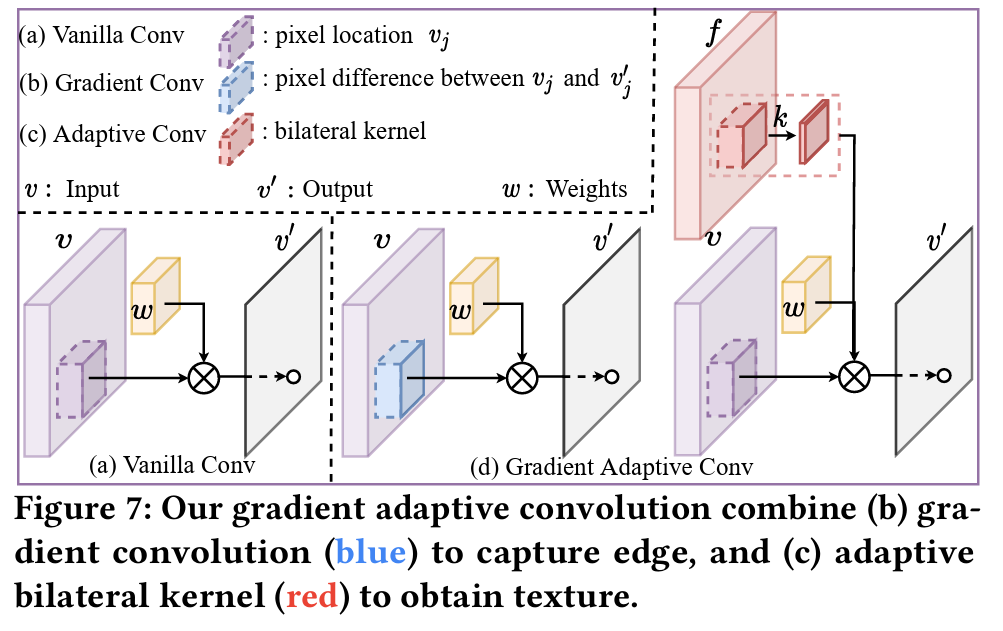 (a) Vanilla Conv : pixel location v_j
(b) Gradient Conv : pixel difference between v_j and v'_j
(c) Adaptive Conv : bilateral kernel
v : Input v' : Output w : Weights
f
k
v v' v v' v v'
w w w
(a) Vanilla Conv
(d) Gradient Adaptive Conv
Figure 7: Our gradient adaptive convolution combine (b) gra-
dient convolution (blue) to capture edge, and (c) adaptive
bilateral kernel (red) to obtain texture.